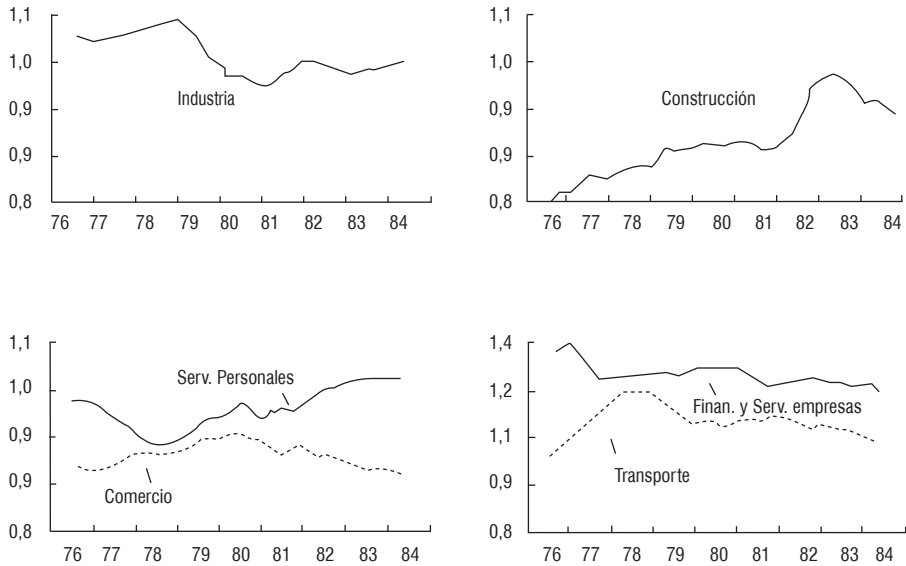 1,1
1,0
0,9
0,9
0,8
Industria
76 77 78 79 80 81 82 83 84
1,1
1,0
0,9
0,9
0,8
Construcción
76 77 78 79 80 81 82 83 84
1,1
1,0
0,9
0,9
0,8
Serv. Personales
Comercio
76 77 78 79 80 81 82 83 84
1,4
1,2
1,1
1,0
0,8
Finan. y Serv. empresas
Transporte
76 77 78 79 80 81 82 83 84